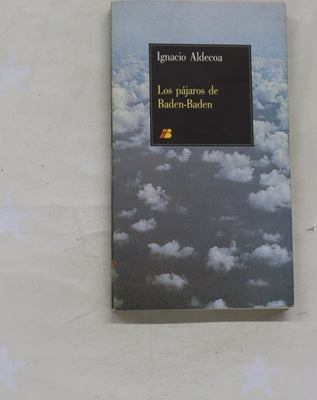 Ignacio Aldecoa
Los pájaros de
Baden-Baden